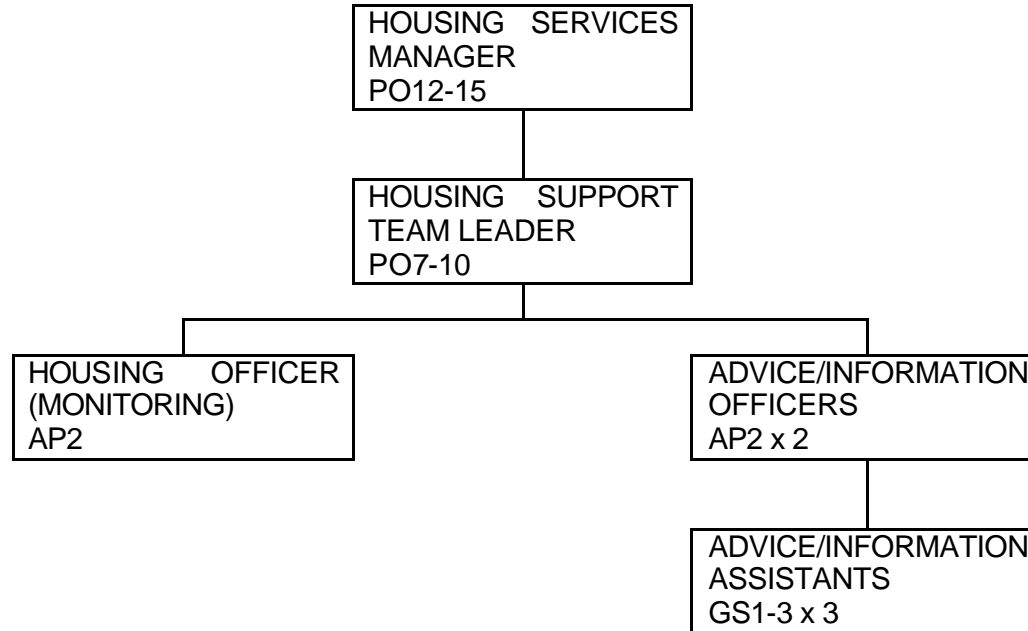 HOUSING SERVICES
MANAGER
PO12-15
HOUSING SUPPORT
TEAM LEADER
PO7-10
HOUSING OFFICER
(MONITORING)
AP2
ADVICE/INFORMATION
OFFICERS
AP2 x 2
ADVICE/INFORMATION
ASSISTANTS
GS1-3 x 3